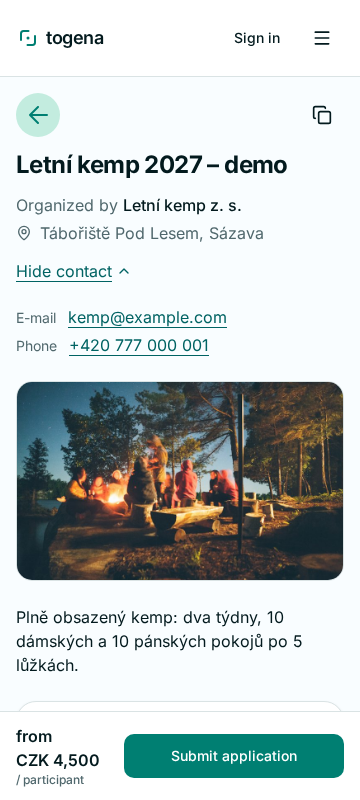 togena
Sign in
Letní kemp 2027 – demo
Organized by Letní kemp z. s.
Tábořiště Pod Lesem, Sázava
Hide contact
E-mail kemp@example.com
Phone +420 777 000 001
Plně obsazený kemp: dva týdny, 10
dámských a 10 pánských pokojů po 5
lůžkách.
from
CZK 4,500
/ participant
Submit application